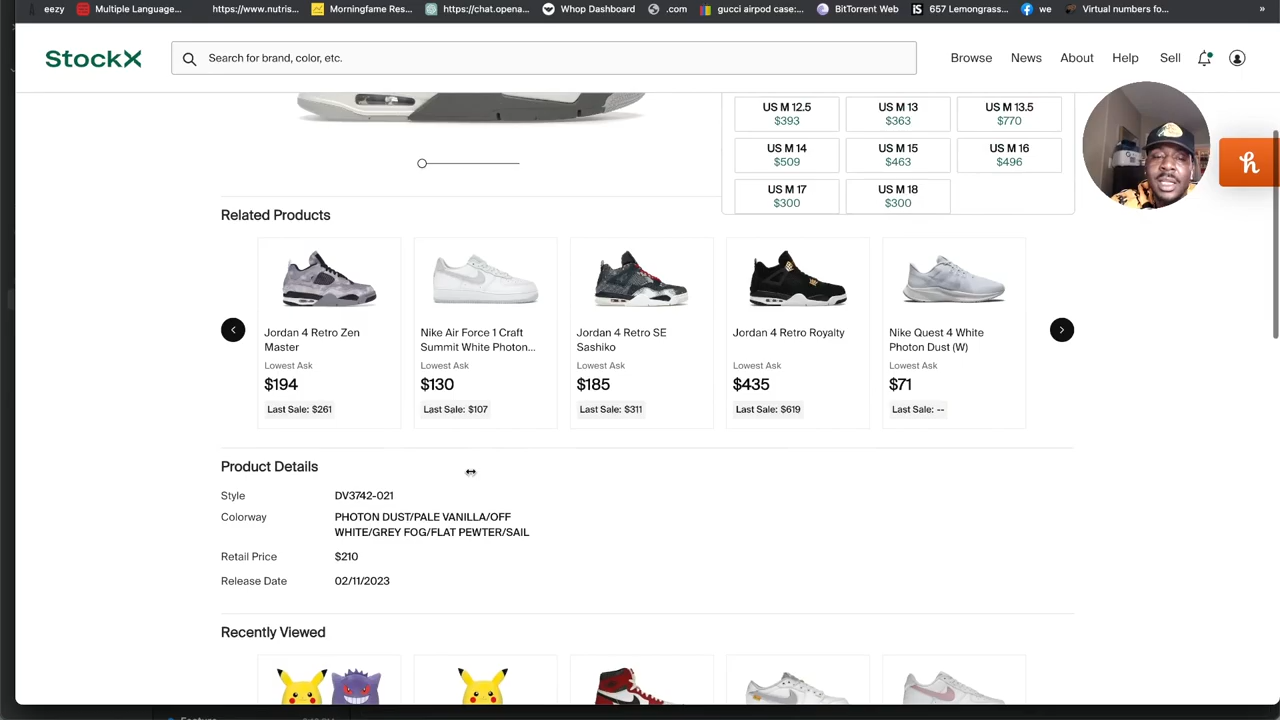 eezy
Multiple Language...
https://www.nutris...
Morningfame Res...
https://chat.opena...
Whop Dashboard
.com
gucci airpod case:...
BitTorrent Web
657 Lemongrass...
we
Virtual numbers fo...
»
StockX
Search for brand, color, etc.
Browse
News
About
Help
Sell
US M 12.5
$393
US M 13
$363
US M 13.5
$770
US M 14
$509
US M 15
$463
US M 16
$496
US M 17
$300
US M 18
$300
Related Products
Jordan 4 Retro Zen
Master
Lowest Ask
$194
Last Sale: $261
Nike Air Force 1 Craft
Summit White Photon...
Lowest Ask
$130
Last Sale: $107
Jordan 4 Retro SE
Sashiko
Lowest Ask
$185
Last Sale: $311
Jordan 4 Retro Royalty
Lowest Ask
$435
Last Sale: $619
Nike Quest 4 White
Photon Dust (W)
Lowest Ask
$71
Last Sale: --
Product Details
Style DV3742-021
Colorway PHOTON DUST/PALE VANILLA/OFF
WHITE/GREY FOG/FLAT PEWTER/SAIL
Retail Price $210
Release Date 02/11/2023
Recently Viewed